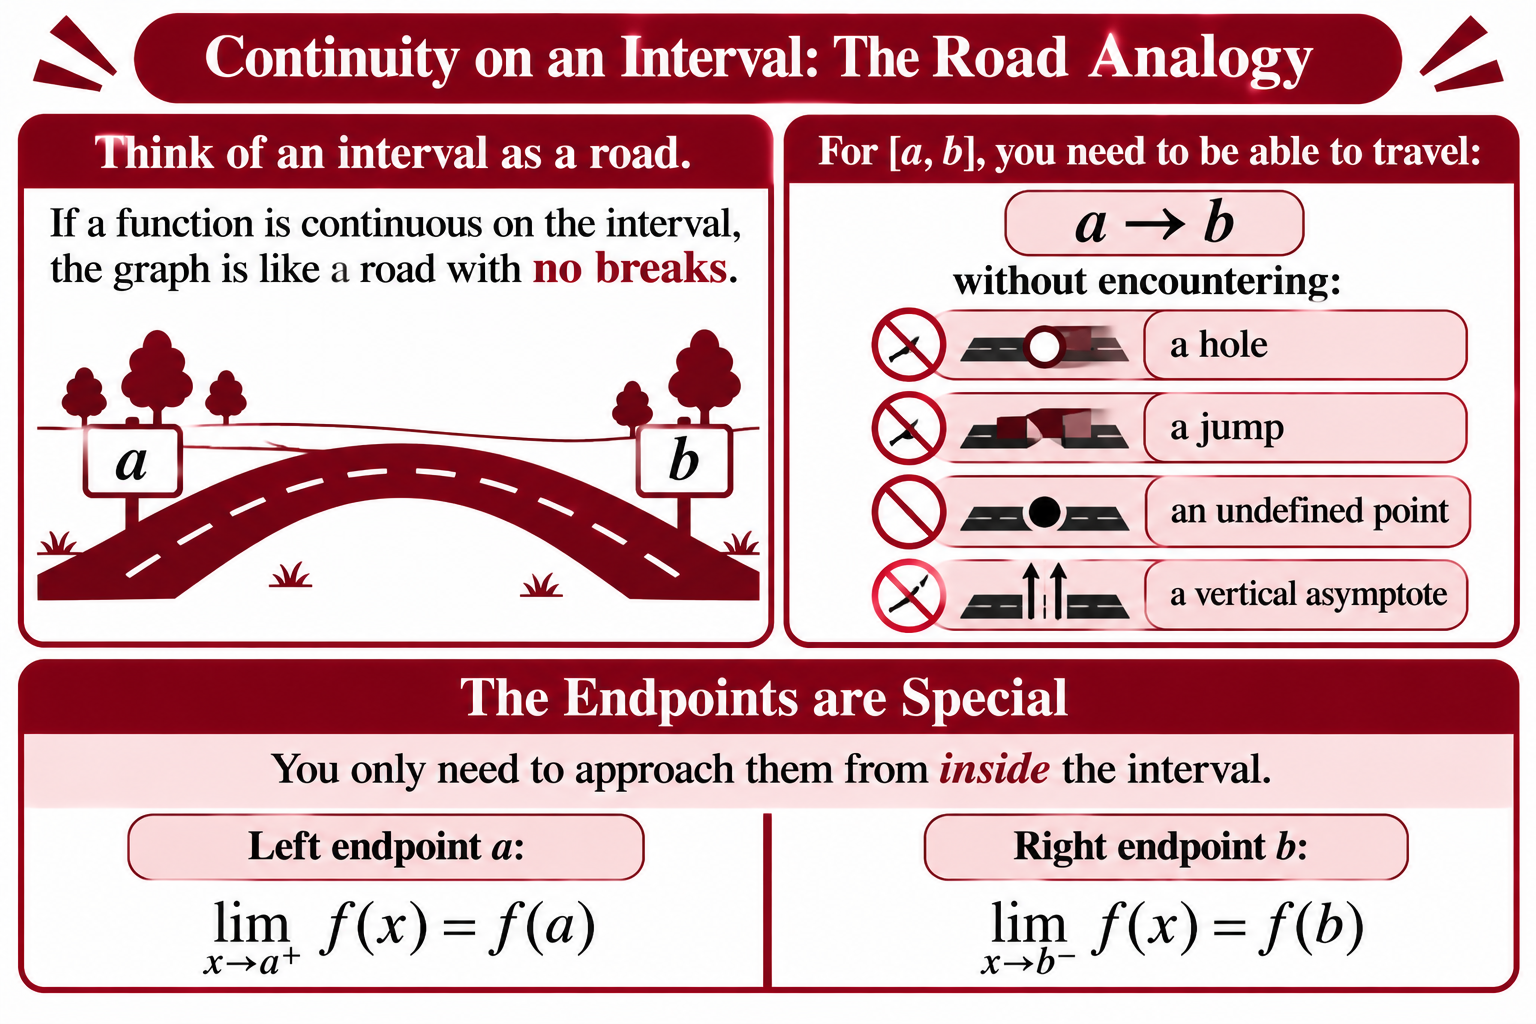 Continuity on an Interval: The Road Analogy
Think of an interval as a road.
If a function is continuous on the interval,
the graph is like a road with no breaks.
a
b
For [a, b], you need to be able to travel:
a → b
without encountering:
a hole
a jump
an undefined point
a vertical asymptote
The Endpoints are Special
You only need to approach them from inside the interval.
Left endpoint a:
lim x→a⁺ f(x) = f(a)
Right endpoint b:
lim x→b⁻ f(x) = f(b)